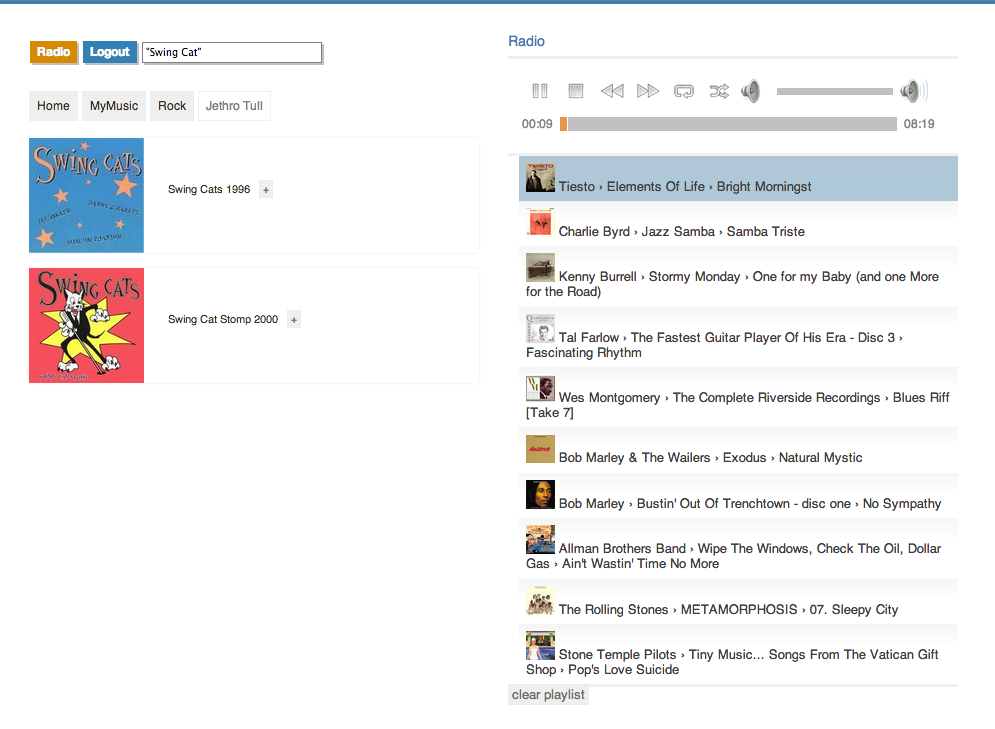 Radio
Logout
"Swing Cat"
Home
MyMusic
Rock
Jethro Tull
SWING CATS
Swing Cats 1996
+
SWING CATS
Swing Cat Stomp 2000
+
Radio
00:09
08:19
TIESTO
Tiesto › Elements Of Life › Bright Morningst
Charlie Byrd › Jazz Samba › Samba Triste
Kenny Burrell › Stormy Monday › One for my Baby (and one More
for the Road)
Tal Farlow › The Fastest Guitar Player Of His Era - Disc 3 ›
Fascinating Rhythm
Wes Montgomery › The Complete Riverside Recordings › Blues Riff
[Take 7]
Bob Marley & The Wailers › Exodus › Natural Mystic
Bob Marley › Bustin' Out Of Trenchtown - disc one › No Sympathy
Allman Brothers Band › Wipe The Windows, Check The Oil, Dollar
Gas › Ain't Wastin' Time No More
The Rolling Stones › METAMORPHOSIS › 07. Sleepy City
Stone Temple Pilots › Tiny Music... Songs From The Vatican Gift
Shop › Pop's Love Suicide
clear playlist